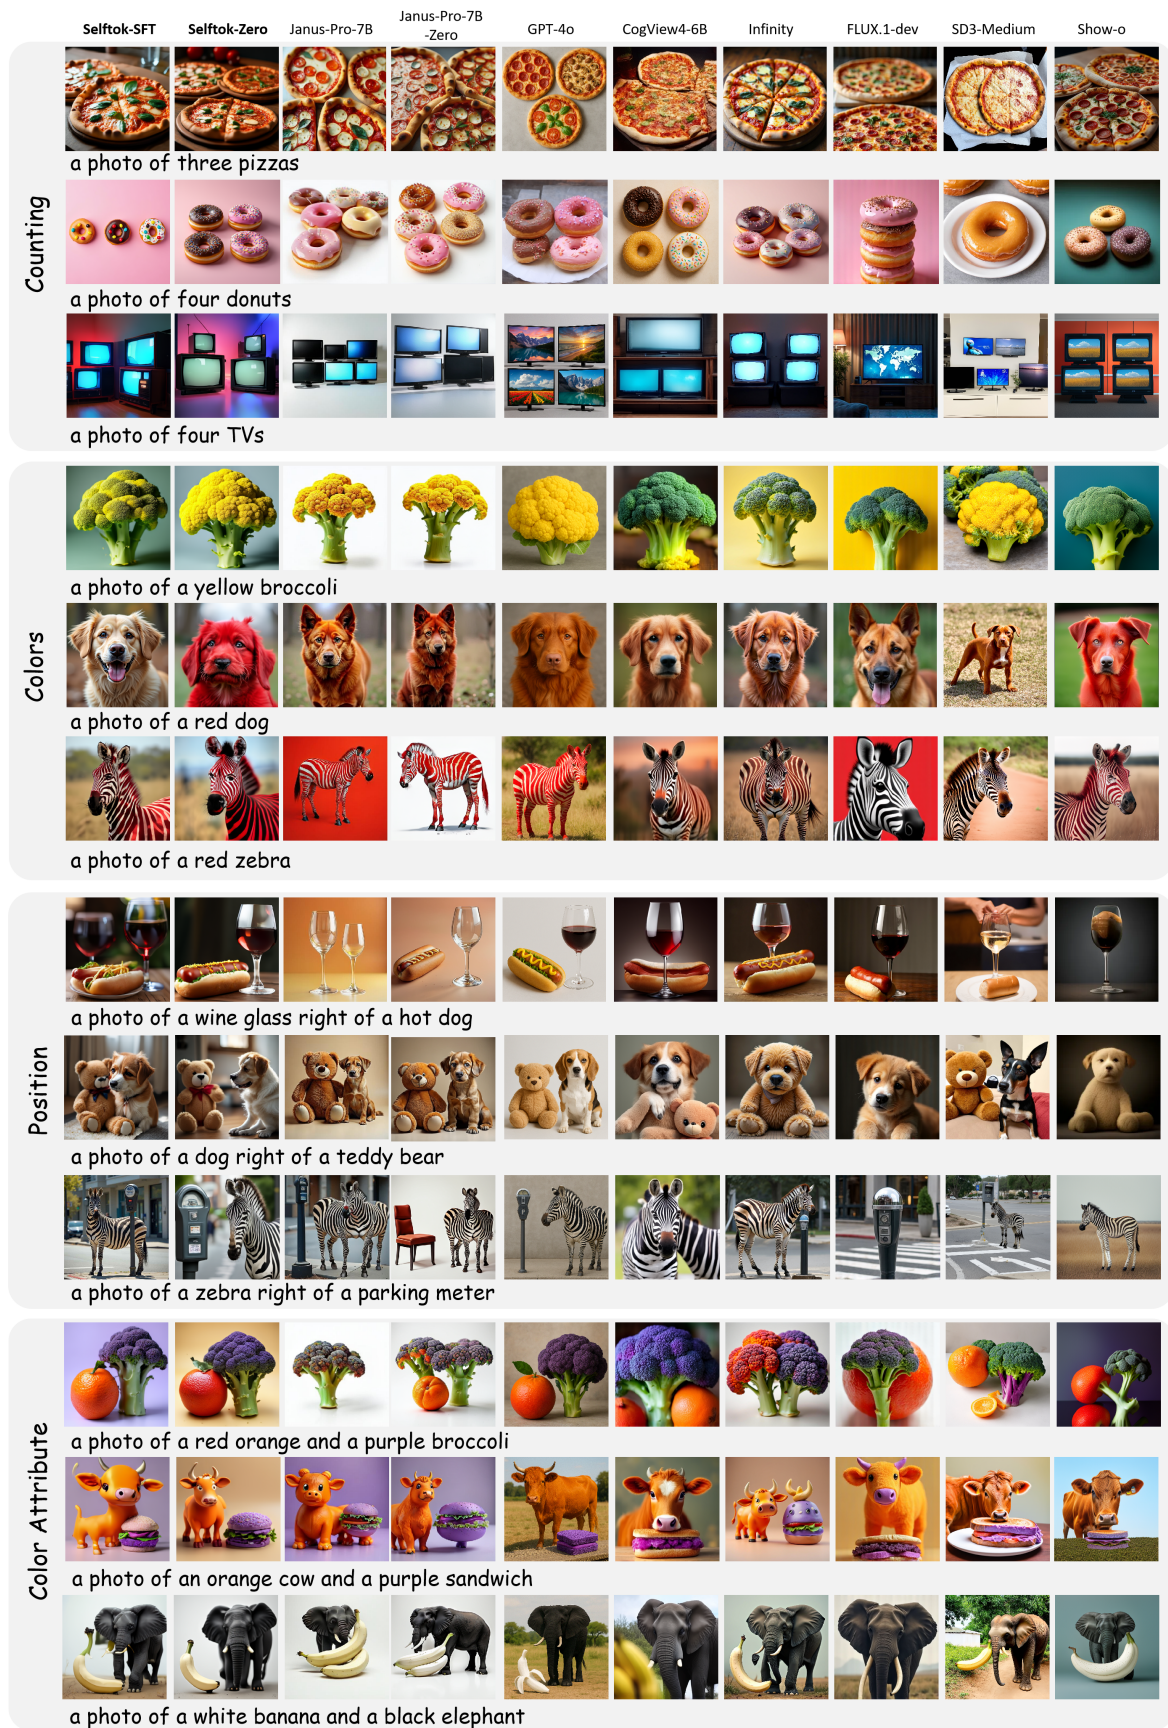 Selftok-SFT Selftok-Zero Janus-Pro-7B Janus-Pro-7B GPT-4o CogView4-6B Infinity FLUX.1-dev SD3-Medium Show-o
-Zero
Counting
a photo of three pizzas
a photo of four donuts
a photo of four TVs
Colors
a photo of a yellow broccoli
a photo of a red dog
a photo of a red zebra
Position
a photo of a wine glass right of a hot dog
a photo of a dog right of a teddy bear
a photo of a zebra right of a parking meter
Color Attribute
a photo of a red orange and a purple broccoli
a photo of an orange cow and a purple sandwich
a photo of a white banana and a black elephant